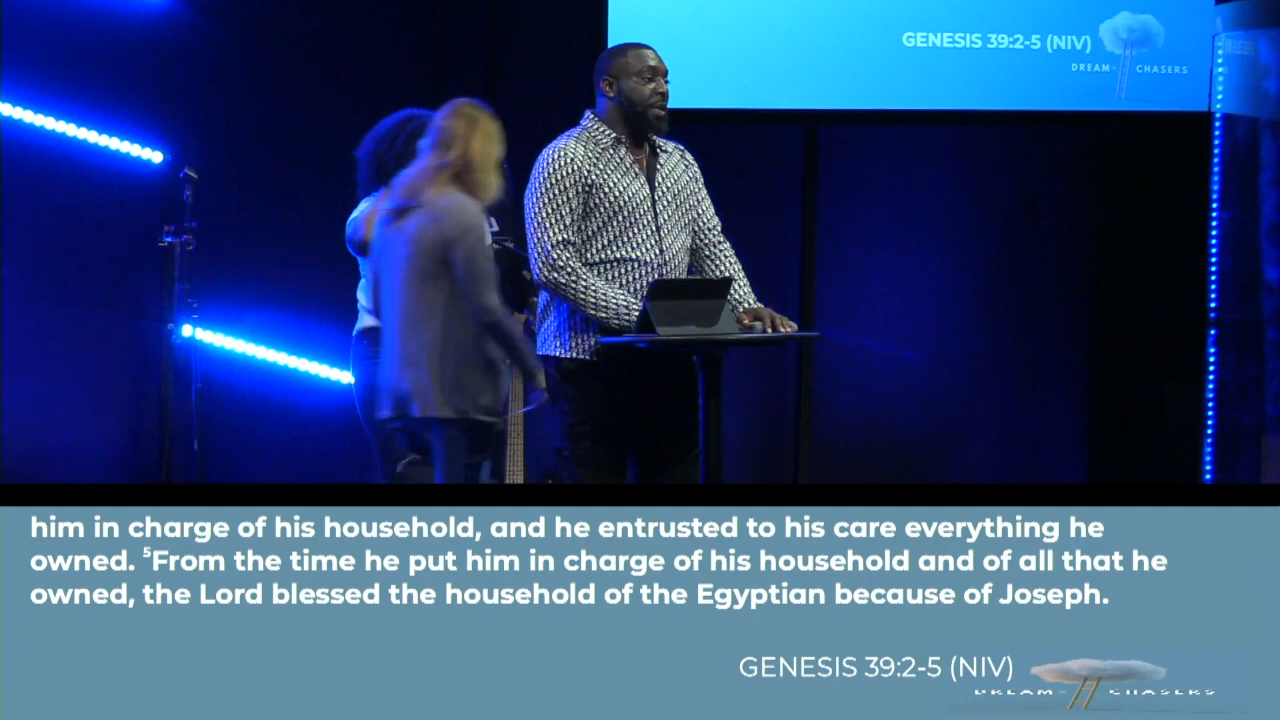 GENESIS 39:2-5 (NIV)
DREAM CHASERS
him in charge of his household, and he entrusted to his care everything he
owned. ⁵From the time he put him in charge of his household and of all that he
owned, the Lord blessed the household of the Egyptian because of Joseph.
GENESIS 39:2-5 (NIV)
DREAM CHASERS